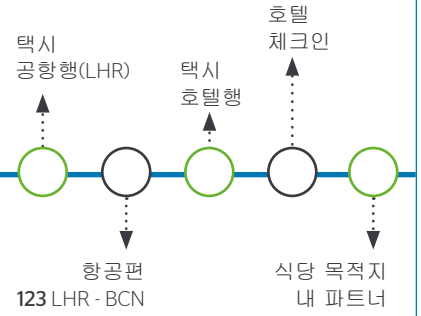 택시
공항행(LHR)
항공편
123 LHR - BCN
택시
호텔행
호텔
체크인
식당 목적지
내 파트너